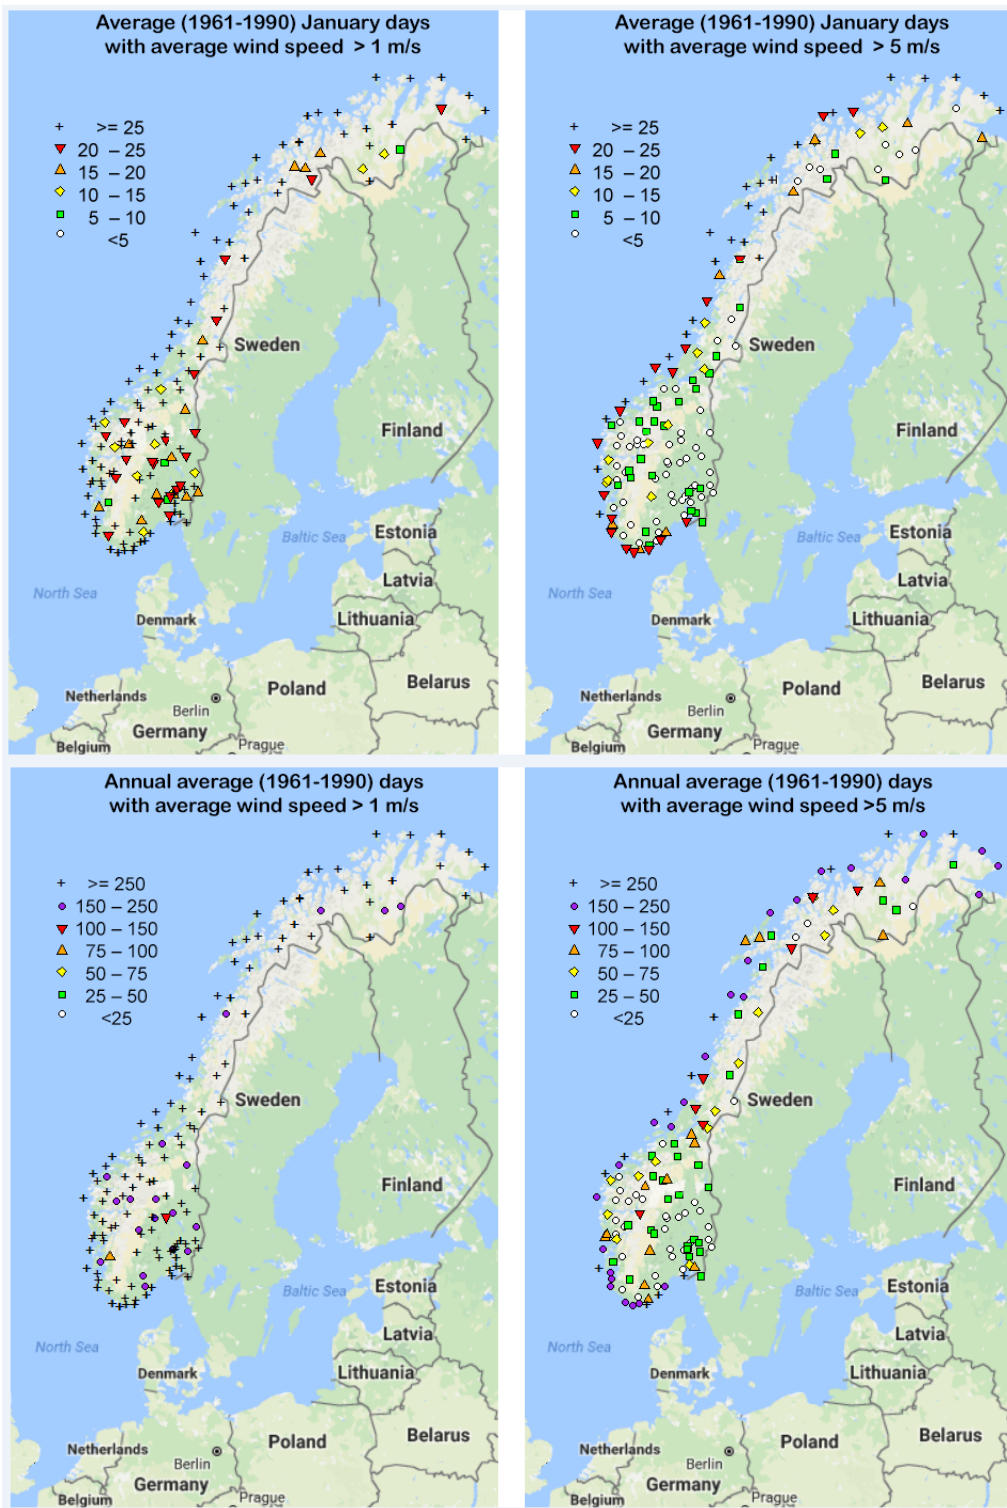 Average (1961-1990) January days
with average wind speed > 1 m/s
>= 25
20 – 25
15 – 20
10 – 15
5 – 10
<5
Sweden
Finland
Estonia
Baltic Sea
Latvia
North Sea
Denmark
Lithuania
Poland
Belarus
Netherlands
Berlin
Germany
Belgium
Prague
Average (1961-1990) January days
with average wind speed > 5 m/s
>= 25
20 – 25
15 – 20
10 – 15
5 – 10
<5
Sweden
Finland
Estonia
Baltic Sea
Latvia
North Sea
Denmark
Lithuania
Poland
Belarus
Netherlands
Berlin
Germany
Belgium
Prague
Annual average (1961-1990) days
with average wind speed > 1 m/s
>= 250
150 – 250
100 – 150
75 – 100
50 – 75
25 – 50
<25
Sweden
Finland
Estonia
Baltic Sea
Latvia
North Sea
Denmark
Lithuania
Poland
Belarus
Netherlands
Berlin
Germany
Belgium
Prague
Annual average (1961-1990) days
with average wind speed >5 m/s
>= 250
150 – 250
100 – 150
75 – 100
50 – 75
25 – 50
<25
Sweden
Finland
Estonia
Baltic Sea
Latvia
North Sea
Denmark
Lithuania
Poland
Belarus
Netherlands
Berlin
Germany
Belgium
Prague